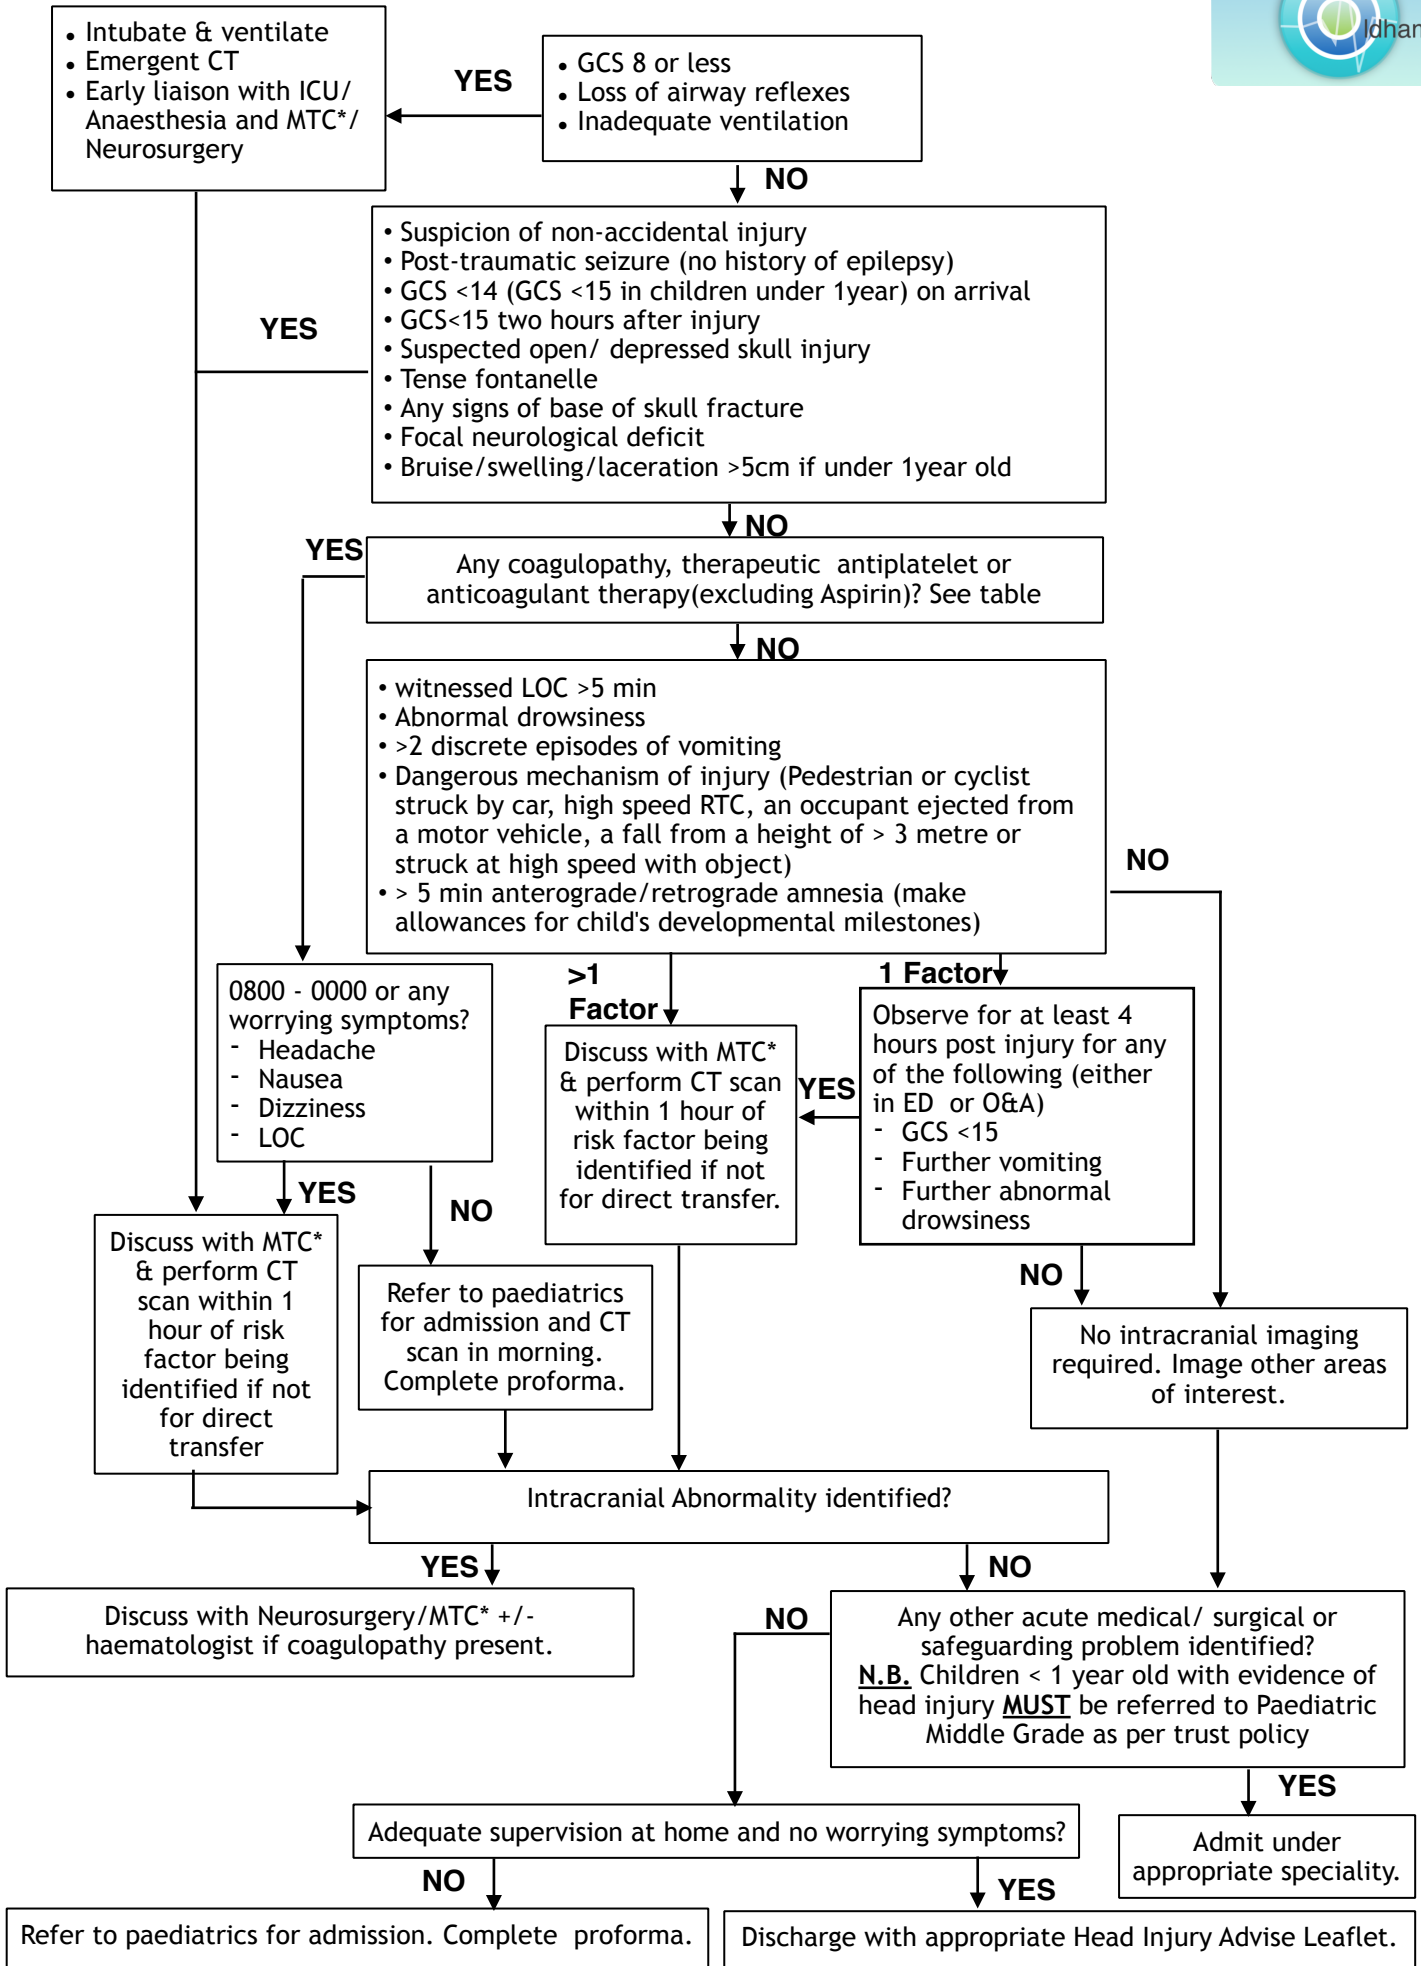 ldham
• Intubate & ventilate
• Emergent CT
• Early liaison with ICU/
Anaesthesia and MTC*/
Neurosurgery
YES
• GCS 8 or less
• Loss of airway reflexes
• Inadequate ventilation
NO
• Suspicion of non-accidental injury
• Post-traumatic seizure (no history of epilepsy)
• GCS <14 (GCS <15 in children under 1year) on arrival
• GCS<15 two hours after injury
• Suspected open/ depressed skull injury
• Tense fontanelle
• Any signs of base of skull fracture
• Focal neurological deficit
• Bruise/swelling/laceration >5cm if under 1year old
YES
NO
YES
Any coagulopathy, therapeutic antiplatelet or
anticoagulant therapy(excluding Aspirin)? See table
NO
• witnessed LOC >5 min
• Abnormal drowsiness
• >2 discrete episodes of vomiting
• Dangerous mechanism of injury (Pedestrian or cyclist
struck by car, high speed RTC, an occupant ejected from
a motor vehicle, a fall from a height of > 3 metre or
struck at high speed with object)
• > 5 min anterograde/retrograde amnesia (make
allowances for child's developmental milestones)
NO
>1
Factor
1 Factor
0800 - 0000 or any
worrying symptoms?
- Headache
- Nausea
- Dizziness
- LOC
Discuss with MTC*
& perform CT scan
within 1 hour of
risk factor being
identified if not
for direct transfer.
YES
Observe for at least 4
hours post injury for any
of the following (either
in ED or O&A)
- GCS <15
- Further vomiting
- Further abnormal
drowsiness
YES
NO
NO
Discuss with MTC*
& perform CT
scan within 1
hour of risk
factor being
identified if not
for direct
transfer
Refer to paediatrics
for admission and CT
scan in morning.
Complete proforma.
No intracranial imaging
required. Image other areas
of interest.
Intracranial Abnormality identified?
YES
NO
Discuss with Neurosurgery/MTC* +/-
haematologist if coagulopathy present.
NO
Any other acute medical/ surgical or
safeguarding problem identified?
N.B. Children < 1 year old with evidence of
head injury MUST be referred to Paediatric
Middle Grade as per trust policy
YES
Adequate supervision at home and no worrying symptoms?
Admit under
appropriate speciality.
NO
YES
Refer to paediatrics for admission. Complete proforma.
Discharge with appropriate Head Injury Advise Leaflet.